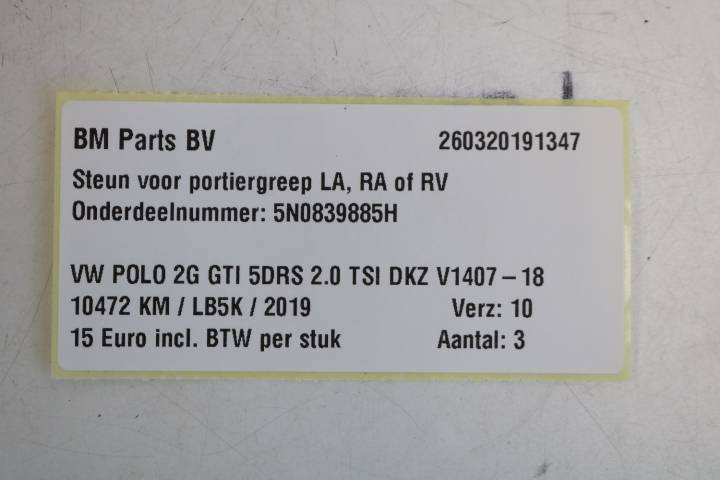 BM Parts BV 260320191347
Steun voor portiergreep LA, RA of RV
Onderdeelnummer: 5N0839885H
VW POLO 2G GTI 5DRS 2.0 TSI DKZ V1407 – 18
10472 KM / LB5K / 2019 Verz: 10
15 Euro incl. BTW per stuk Aantal: 3